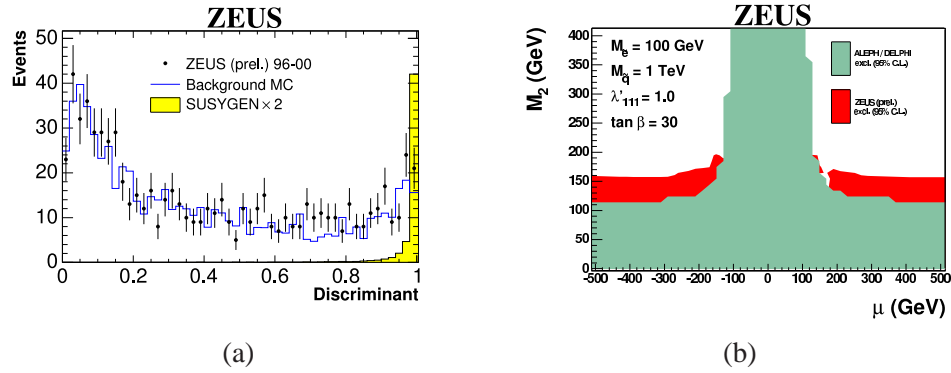 ZEUS
Events
50
40
30
20
10
0
ZEUS (prel.) 96-00
Background MC
SUSYGEN × 2
0 0.2 0.4 0.6 0.8 1
Discriminant
(a)
ZEUS
M₂ (GeV)
400
350
300
250
200
150
100
50
0
Mₑ = 100 GeV
M_q̃ = 1 TeV
λ'₁₁₁ = 1.0
tan β = 30
ALEPH / DELPHI
excl. (95% C.L.)
ZEUS (prel.)
excl. (95% C.L.)
-500 -400 -300 -200 -100 0 100 200 300 400 500
μ (GeV)
(b)